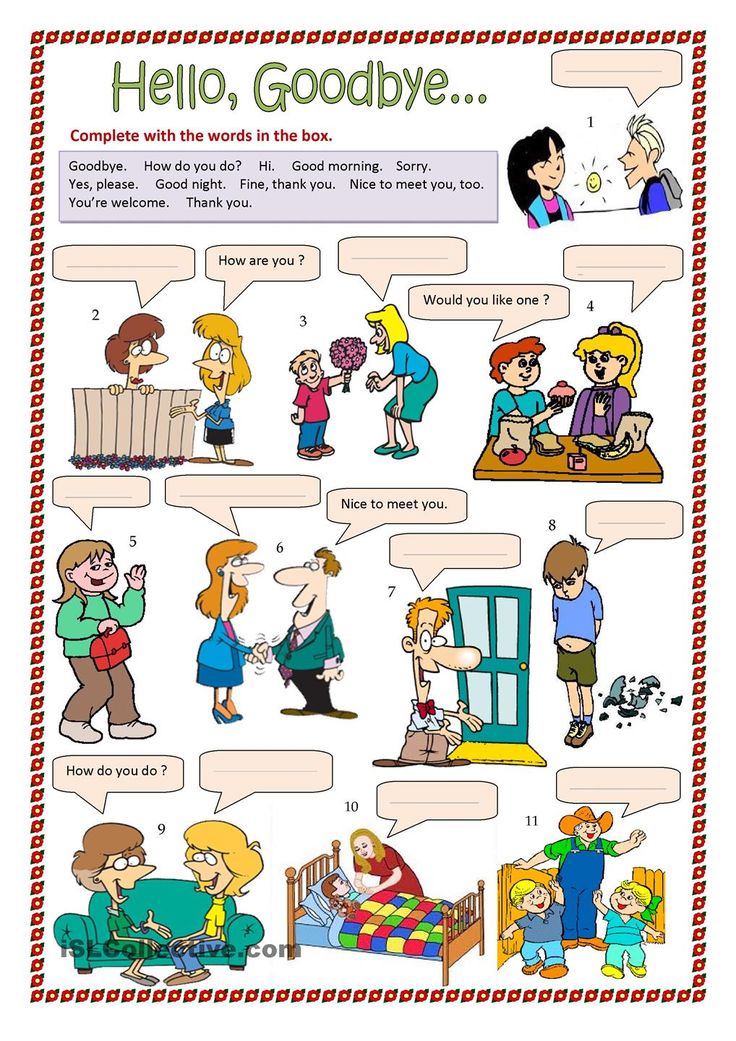 Hello, Goodbye...
Complete with the words in the box.
Goodbye. How do you do? Hi. Good morning. Sorry.
Yes, please. Good night. Fine, thank you. Nice to meet you, too.
You're welcome. Thank you.
1
How are you ?
2
3
Would you like one ?
4
5
6
Nice to meet you.
7
8
How do you do ?
9
10
11
iSLCollective.com